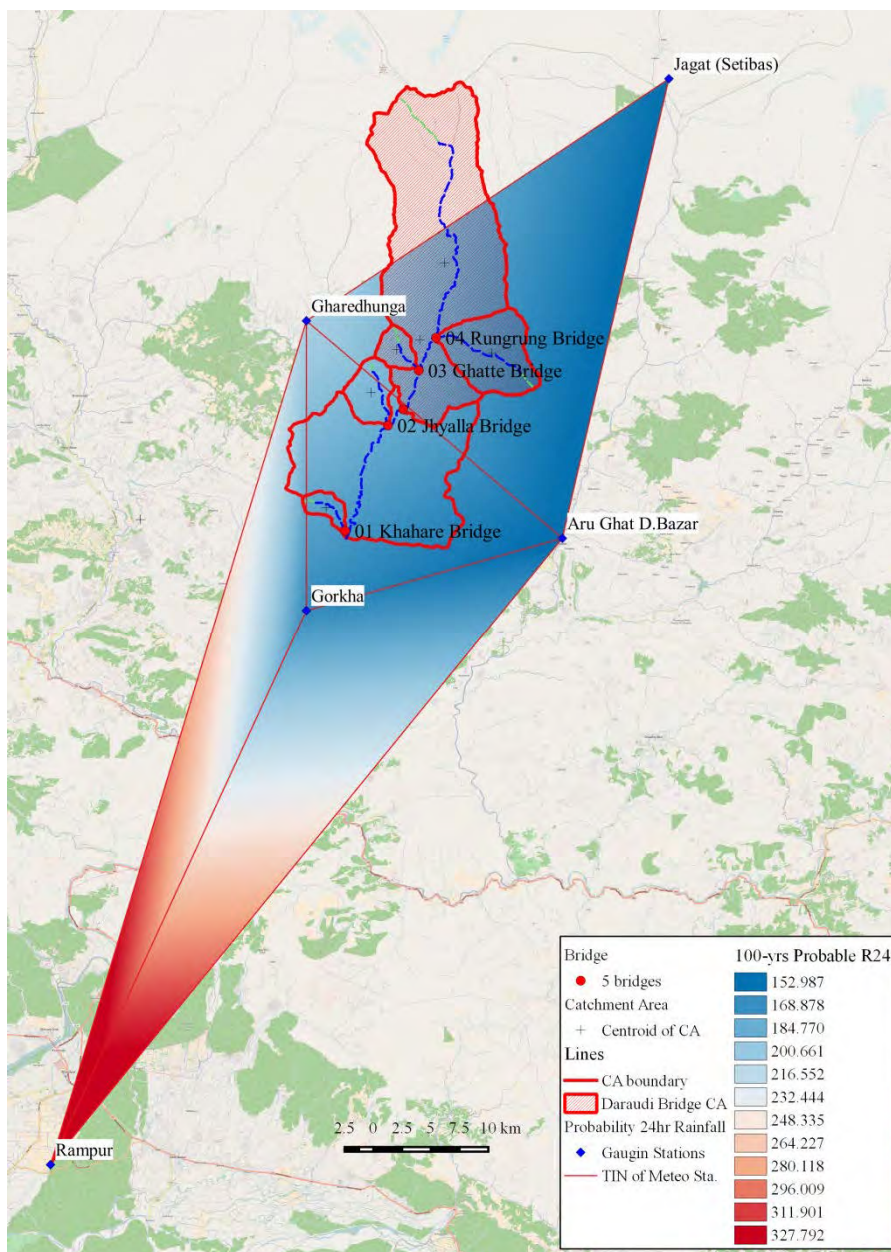 Jagat (Setibas)
Gharedhunga
04 Rungrung Bridge
03 Ghatte Bridge
02 Jhyalla Bridge
01 Khahare Bridge
Aru Ghat D.Bazar
Gorkha
Rampur
2.5 0 2.5 5 7.5 10 km
Bridge
5 bridges
Catchment Area
Centroid of CA
Lines
CA boundary
Daraudi Bridge CA
Probability 24hr Rainfall
Gaugin Stations
TIN of Meteo Sta.
100-yrs Probable R24
152.987
168.878
184.770
200.661
216.552
232.444
248.335
264.227
280.118
296.009
311.901
327.792